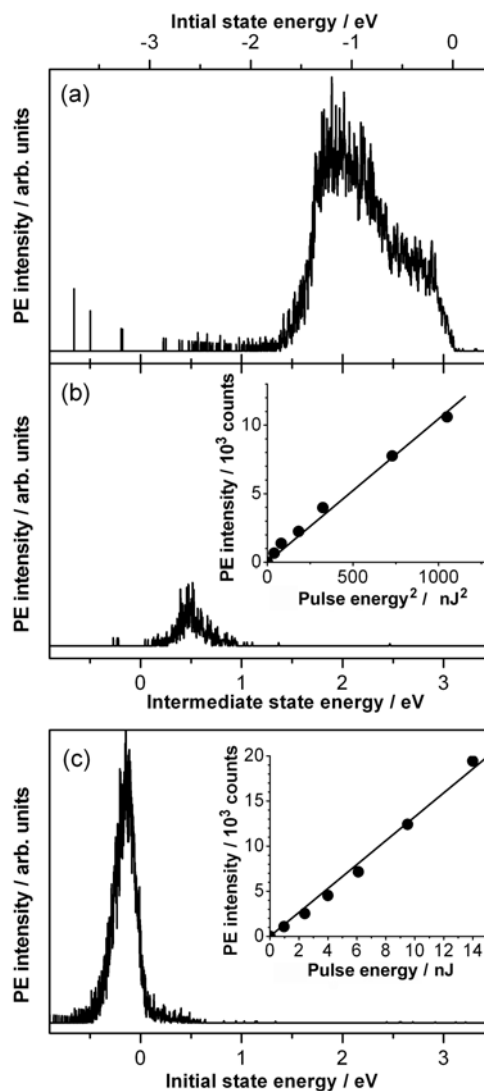 Intial state energy / eV
-3 -2 -1 0
(a)
PE intensity / arb. units
(b)
PE intensity / arb. units
PE intensity / 10³ counts
10
5
0
0 500 1000
Pulse energy² / nJ²
0 1 2 3
Intermediate state energy / eV
(c)
PE intensity / arb. units
PE intensity / 10³ counts
20
15
10
5
0
0 2 4 6 8 10 12 14
Pulse energy / nJ
0 1 2 3
Initial state energy / eV